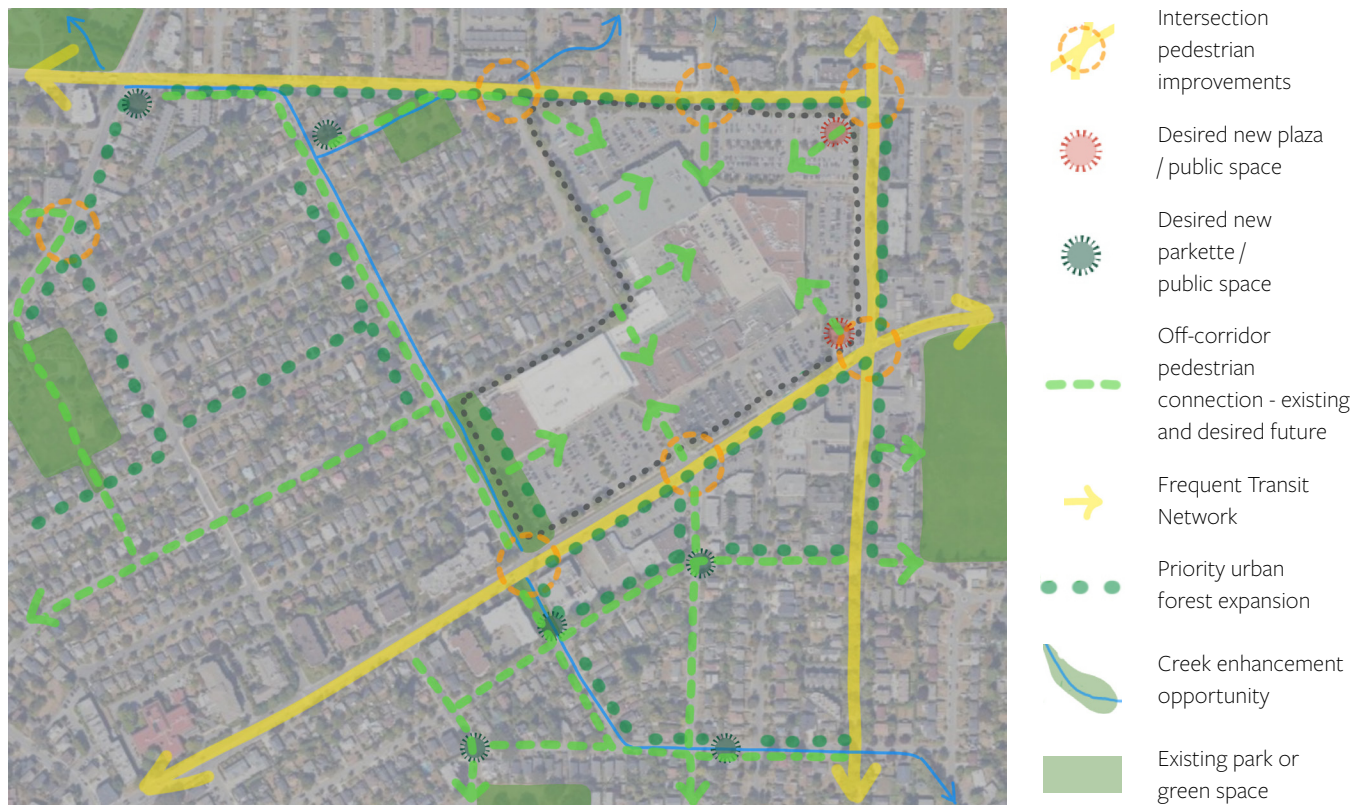 Intersection
pedestrian
improvements
Desired new plaza
/ public space
Desired new
parkette /
public space
Off-corridor
pedestrian
connection - existing
and desired future
Frequent Transit
Network
Priority urban
forest expansion
Creek enhancement
opportunity
Existing park or
green space